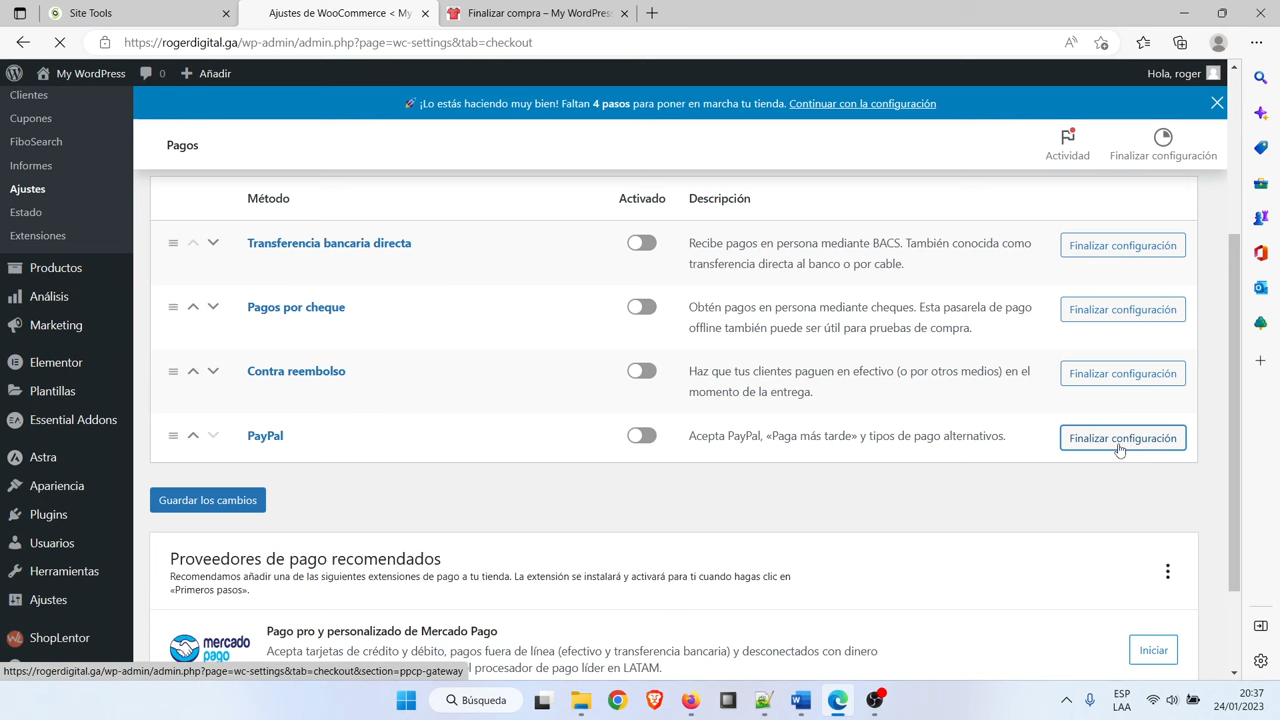 Site Tools
Ajustes de WooCommerce < My
Finalizar compra – My WordPres
https://rogerdigital.ga/wp-admin/admin.php?page=wc-settings&tab=checkout
My WordPress
0
Añadir
Hola, roger
Clientes
Cupones
FiboSearch
Informes
Ajustes
Estado
Extensiones
Productos
Análisis
Marketing
Elementor
Plantillas
Essential Addons
Astra
Apariencia
Plugins
Usuarios
Herramientas
Ajustes
ShopLentor
¡Lo estás haciendo muy bien! Faltan 4 pasos para poner en marcha tu tienda. Continuar con la configuración
Pagos
Actividad
Finalizar configuración
Método
Activado
Descripción
Transferencia bancaria directa
Recibe pagos en persona mediante BACS. También conocida como
transferencia directa al banco o por cable.
Finalizar configuración
Pagos por cheque
Obtén pagos en persona mediante cheques. Esta pasarela de pago
offline también puede ser útil para pruebas de compra.
Finalizar configuración
Contra reembolso
Haz que tus clientes paguen en efectivo (o por otros medios) en el
momento de la entrega.
Finalizar configuración
PayPal
Acepta PayPal, «Paga más tarde» y tipos de pago alternativos.
Finalizar configuración
Guardar los cambios
Proveedores de pago recomendados
Recomendamos añadir una de las siguientes extensiones de pago a tu tienda. La extensión se instalará y activará para ti cuando hagas clic en
«Primeros pasos».
mercado
pago
Pago pro y personalizado de Mercado Pago
Acepta tarjetas de crédito y débito, pagos fuera de línea (efectivo y transferencia bancaria) y desconectados con dinero
l procesador de pago líder en LATAM.
Iniciar
https://rogerdigital.ga/wp-admin/admin.php?page=wc-settings&tab=checkout&section=ppcp-gateway
Búsqueda
ESP
LAA
20:37
24/01/2023